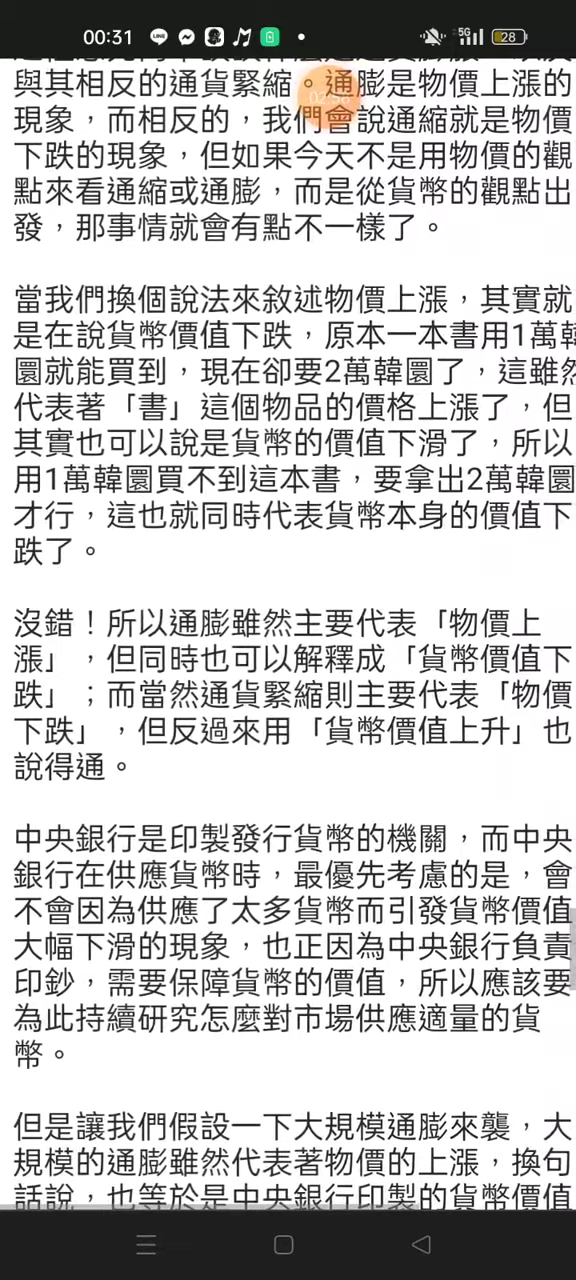 00:31
5G
28
02:56
與其相反的通貨緊縮。通膨是物價上漲的
現象，而相反的，我們會說通縮就是物價
下跌的現象，但如果今天不是用物價的觀
點來看通縮或通膨，而是從貨幣的觀點出
發，那事情就會有點不一樣了。
當我們換個說法來敘述物價上漲，其實就
是在說貨幣價值下跌，原本一本書用1萬韓
圜就能買到，現在卻要2萬韓圜了，這雖然
代表著「書」這個物品的價格上漲了，但
其實也可以說是貨幣的價值下滑了，所以
用1萬韓圜買不到這本書，要拿出2萬韓圜
才行，這也就同時代表貨幣本身的價值下
跌了。
沒錯！所以通膨雖然主要代表「物價上
漲」，但同時也可以解釋成「貨幣價值下
跌」；而當然通貨緊縮則主要代表「物價
下跌」，但反過來用「貨幣價值上升」也
說得通。
中央銀行是印製發行貨幣的機關，而中央
銀行在供應貨幣時，最優先考慮的是，會
不會因為供應了太多貨幣而引發貨幣價值
大幅下滑的現象，也正因為中央銀行負責
印鈔，需要保障貨幣的價值，所以應該要
為此持續研究怎麼對市場供應適量的貨
幣。
但是讓我們假設一下大規模通膨來襲，大
規模的通膨雖然代表著物價的上漲，換句
話說，也等於是中央銀行印製的貨幣價值